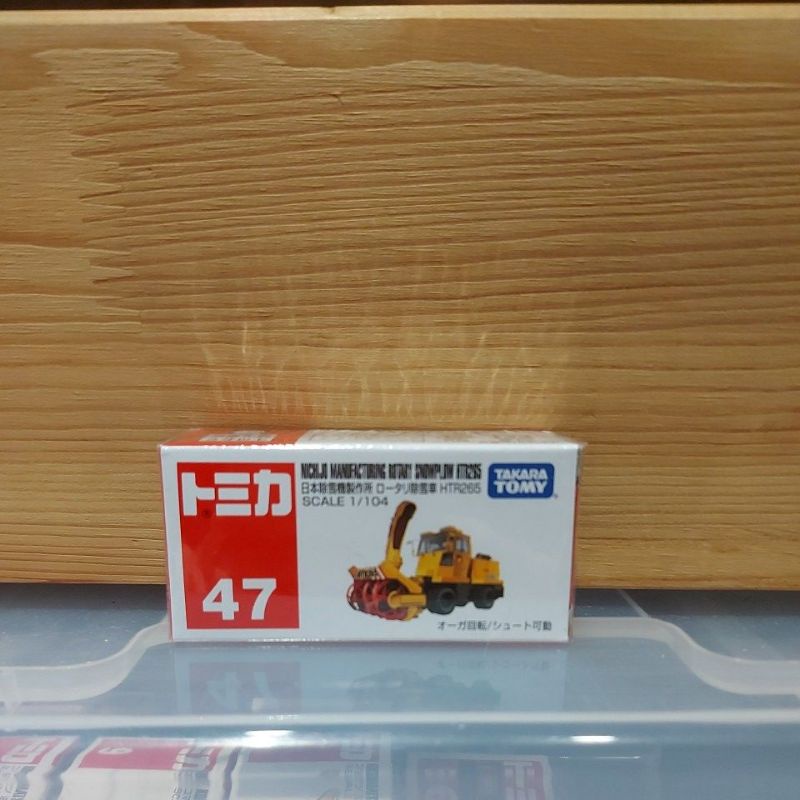 トミカ
47
NICHIJO MANUFACTURING ROTARY SNOWPLOW HTR265
日本除雪機製作所 ロータリ除雪車 HTR265
SCALE 1/104
TAKARA
TOMY
オーガ回転/シュート可動